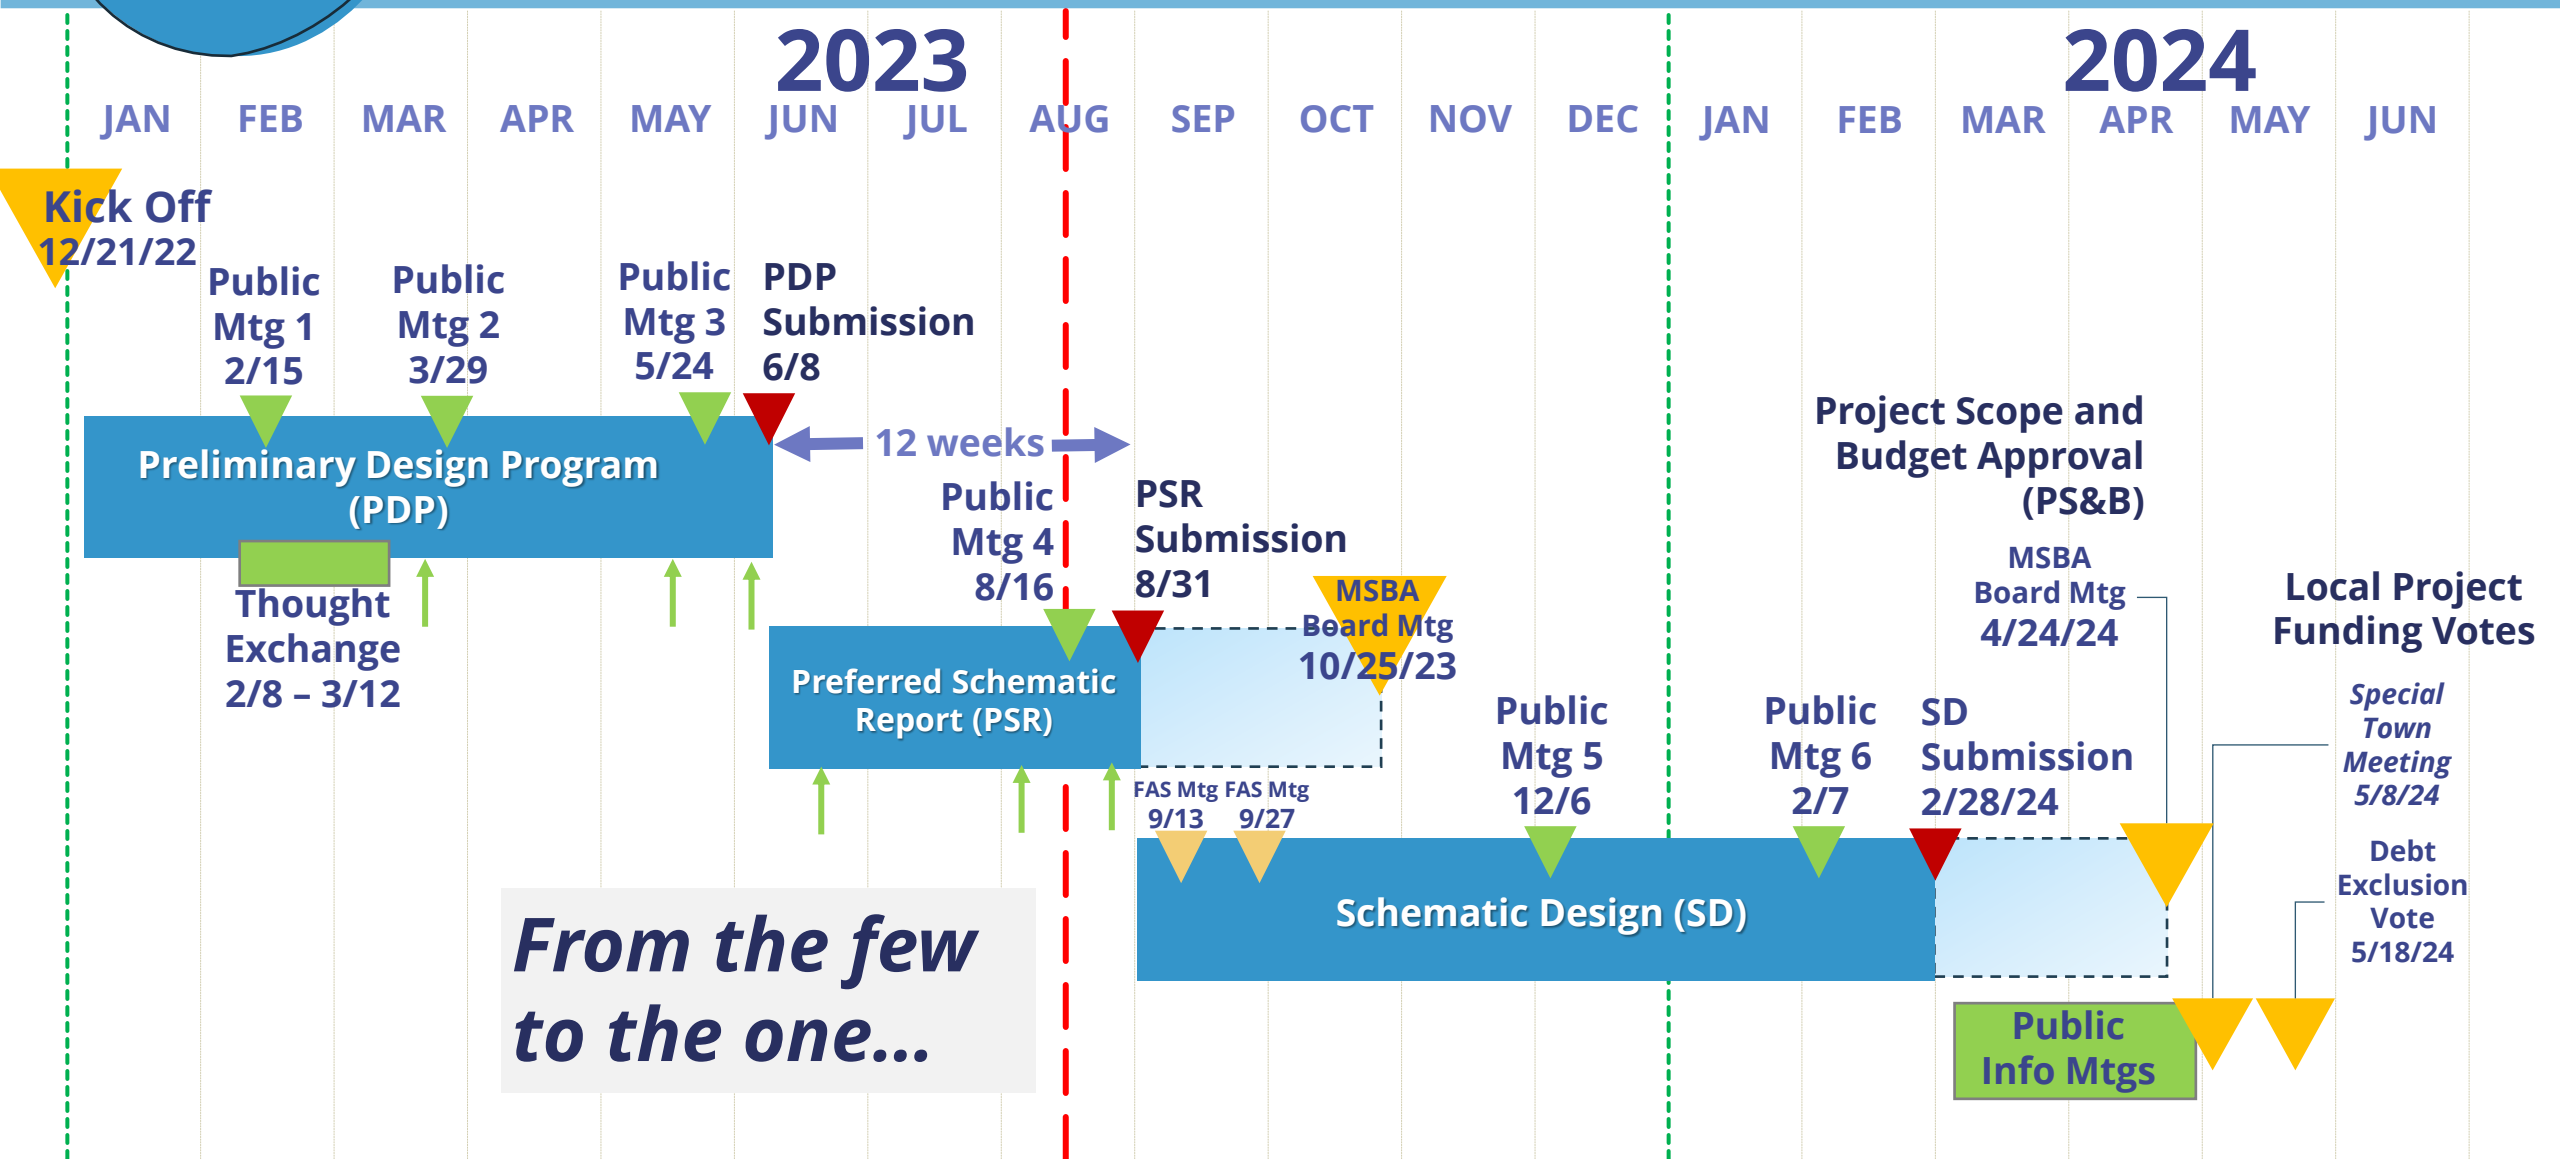 2023
2024
JAN FEB MAR APR MAY JUN JUL AUG SEP OCT NOV DEC JAN FEB MAR APR MAY JUN
Kick Off
12/21/22
Public
Mtg 1
2/15
Public
Mtg 2
3/29
Public
Mtg 3
5/24
PDP
Submission
6/8
Preliminary Design Program
(PDP)
12 weeks
Thought
Exchange
2/8 – 3/12
Public
Mtg 4
8/16
PSR
Submission
8/31
MSBA
Board Mtg
10/25/23
Preferred Schematic
Report (PSR)
FAS Mtg
9/13
FAS Mtg
9/27
Public
Mtg 5
12/6
Public
Mtg 6
2/7
SD
Submission
2/28/24
Project Scope and
Budget Approval
(PS&B)
MSBA
Board Mtg
4/24/24
Local Project
Funding Votes
Special
Town
Meeting
5/8/24
Debt
Exclusion
Vote
5/18/24
Schematic Design (SD)
From the few
to the one...
Public
Info Mtgs